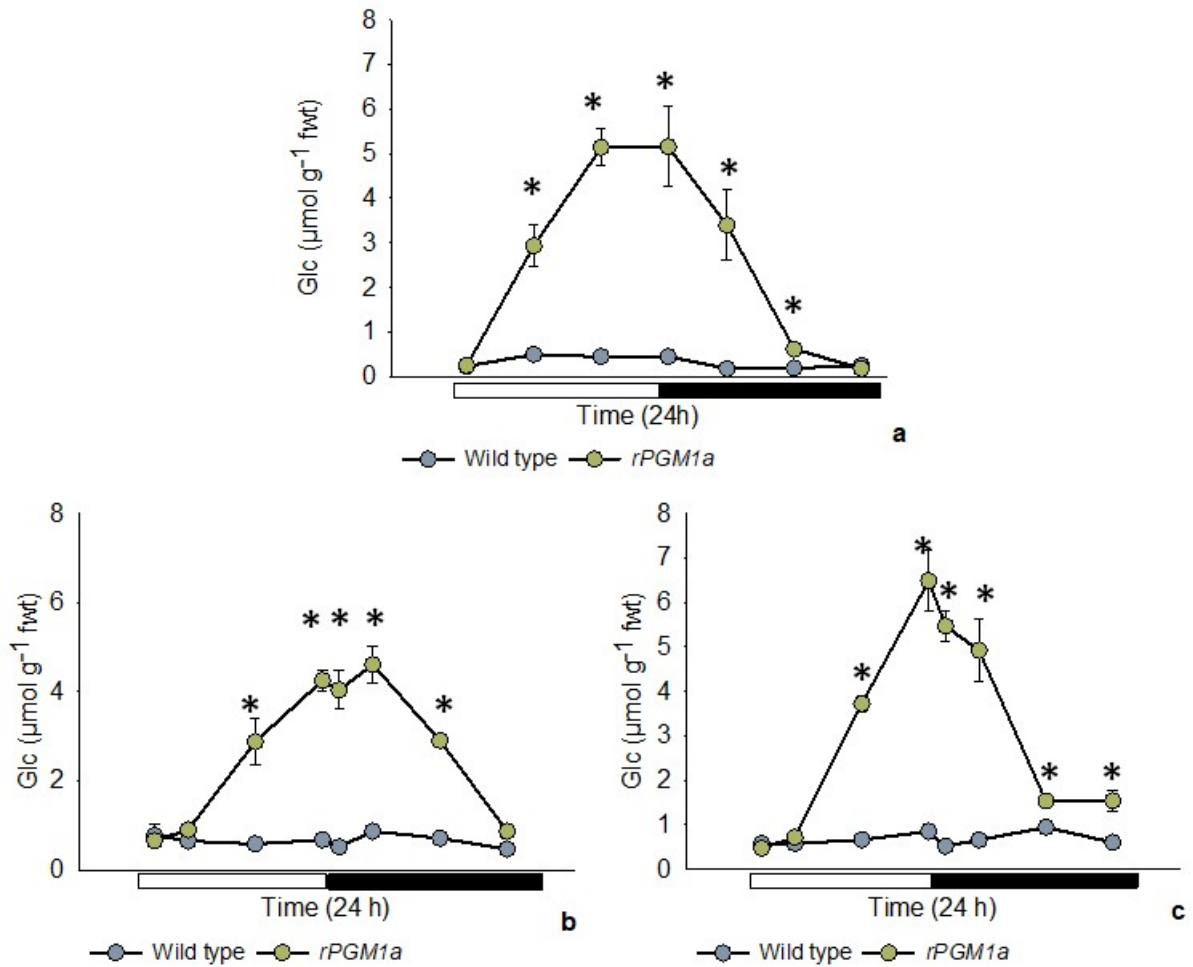 8
7
6
5
4
3
2
1
0
Glc (µmol g⁻¹ fwt)
* * * * *
Time (24h)
a
Wild type rPGM1a
8
6
4
2
0
Glc (µmol g⁻¹ fwt)
* * * * *
Time (24 h)
b
Wild type rPGM1a
8
7
6
5
4
3
2
1
0
Glc (µmol g⁻¹ fwt)
* * * * * *
Time (24 h)
c
Wild type rPGM1a